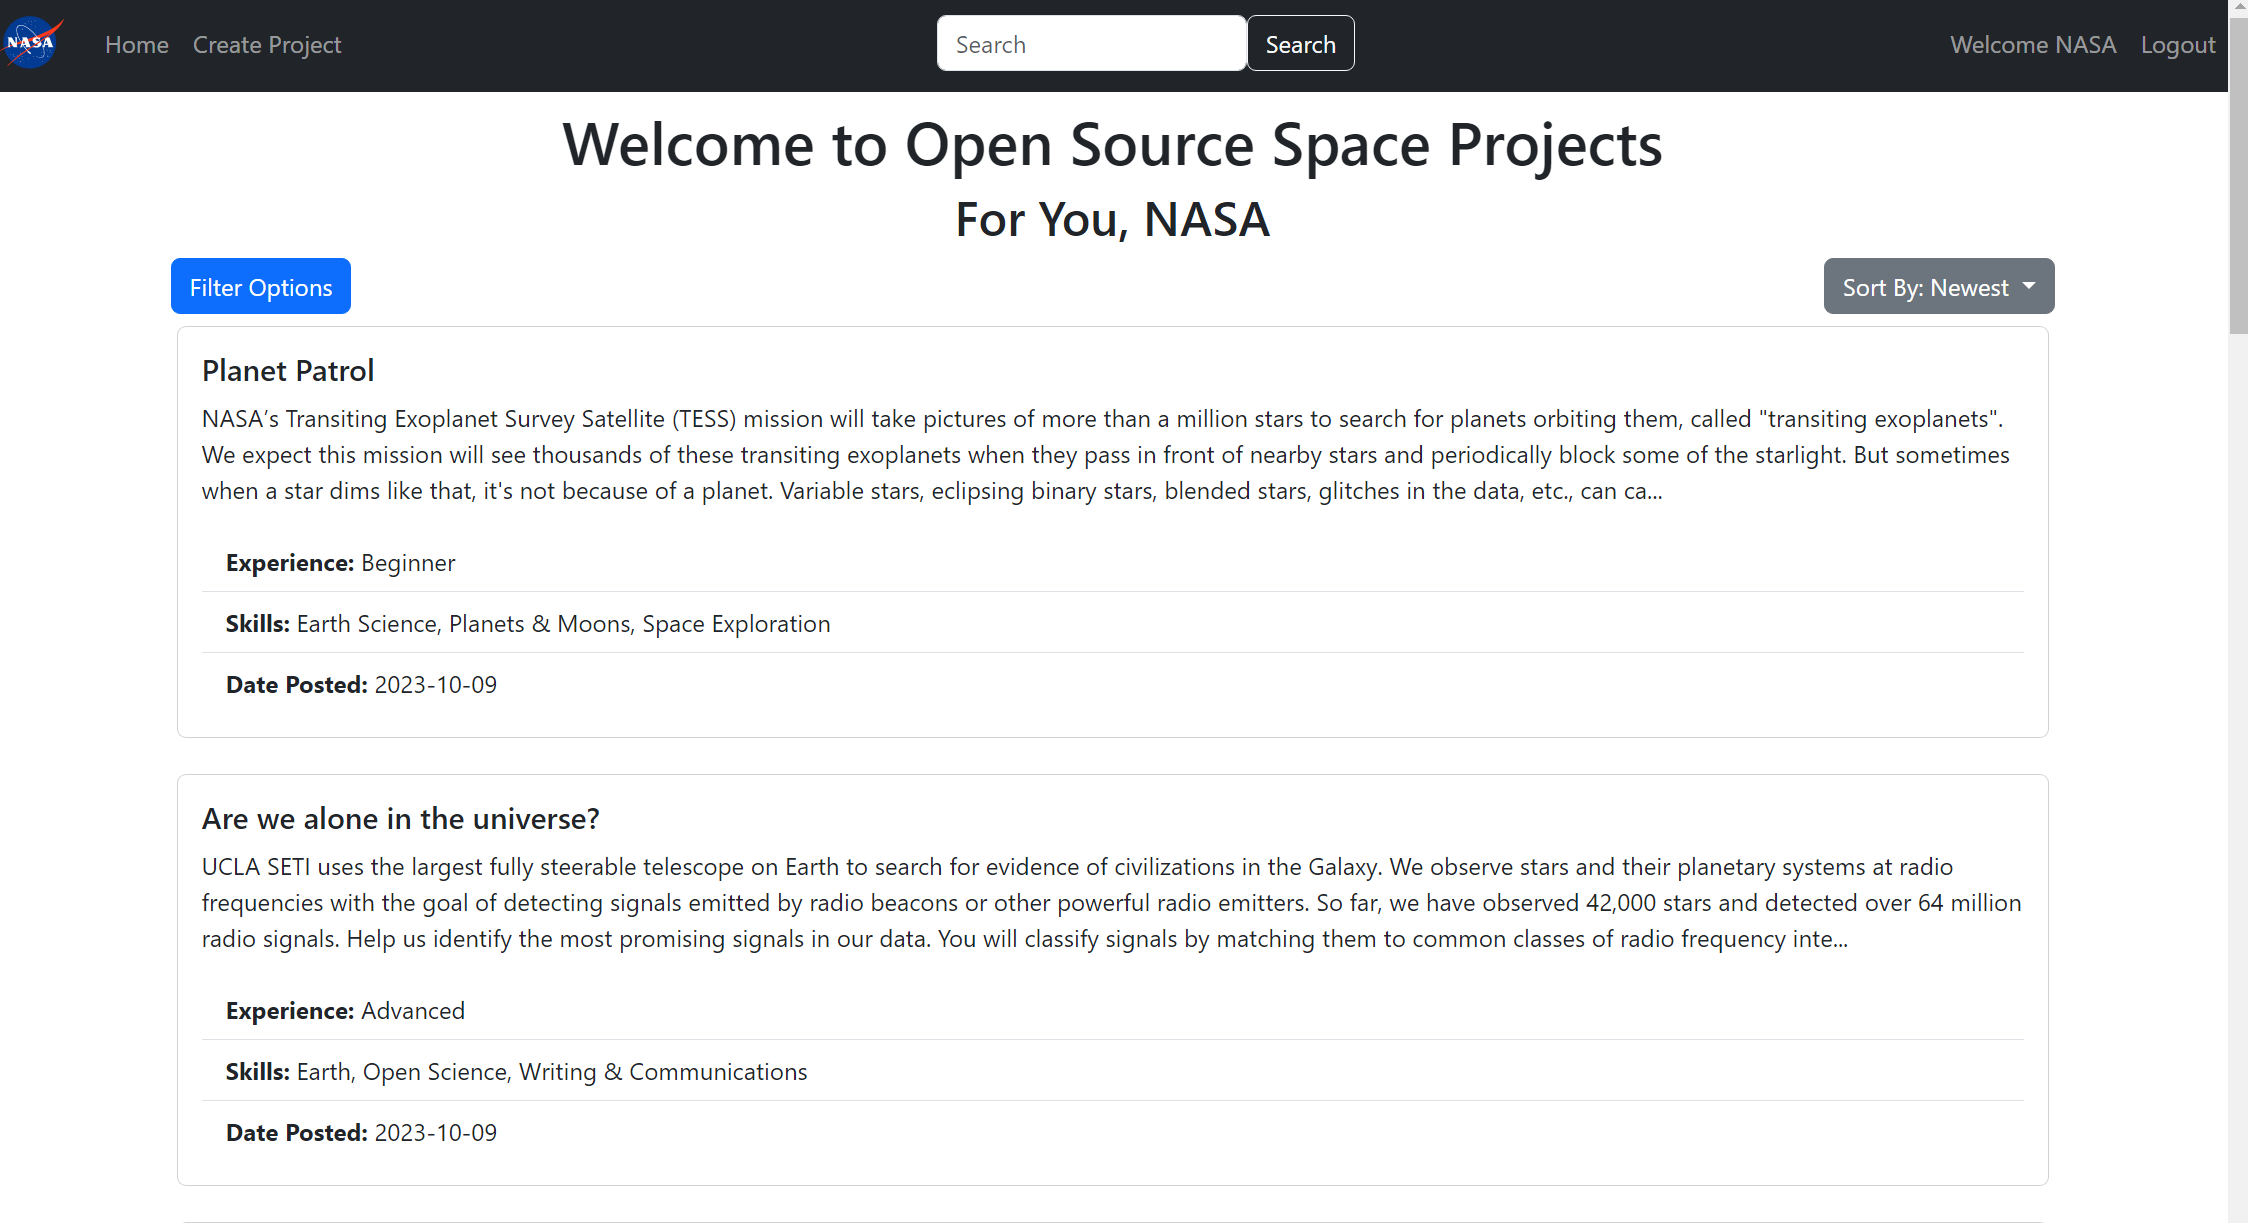 NASA
Home Create Project
Search Search
Welcome NASA Logout
Welcome to Open Source Space Projects
For You, NASA
Filter Options
Sort By: Newest
Planet Patrol
NASA’s Transiting Exoplanet Survey Satellite (TESS) mission will take pictures of more than a million stars to search for planets orbiting them, called "transiting exoplanets".
We expect this mission will see thousands of these transiting exoplanets when they pass in front of nearby stars and periodically block some of the starlight. But sometimes
when a star dims like that, it's not because of a planet. Variable stars, eclipsing binary stars, blended stars, glitches in the data, etc., can ca...
Experience: Beginner
Skills: Earth Science, Planets & Moons, Space Exploration
Date Posted: 2023-10-09
Are we alone in the universe?
UCLA SETI uses the largest fully steerable telescope on Earth to search for evidence of civilizations in the Galaxy. We observe stars and their planetary systems at radio
frequencies with the goal of detecting signals emitted by radio beacons or other powerful radio emitters. So far, we have observed 42,000 stars and detected over 64 million
radio signals. Help us identify the most promising signals in our data. You will classify signals by matching them to common classes of radio frequency inte...
Experience: Advanced
Skills: Earth, Open Science, Writing & Communications
Date Posted: 2023-10-09